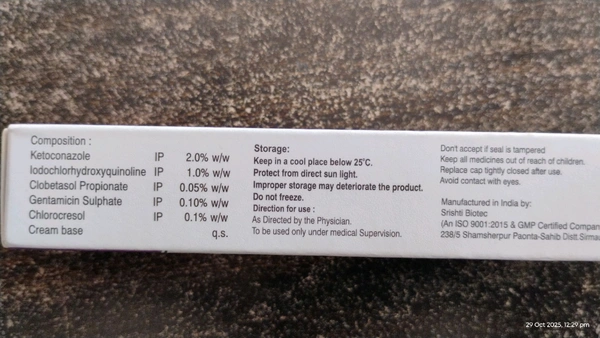 Composition :
Ketoconazole IP 2.0% w/w
Iodochlorhydroxyquinoline IP 1.0% w/w
Clobetasol Propionate IP 0.05% w/w
Gentamicin Sulphate IP 0.10% w/w
Chlorocresol IP 0.1% w/w
Cream base q.s.
Storage:
Keep in a cool place below 25°C.
Protect from direct sun light.
Improper storage may deteriorate the product.
Do not freeze.
Direction for use :
As Directed by the Physician.
To be used only under medical Supervision.
Don't accept if seal is tampered
Keep all medicines out of reach of children.
Replace cap tightly closed after use.
Avoid contact with eyes.
Manufactured in India by:
Srishti Biotec
(An ISO 9001:2015 & GMP Certified Compan
238/5 Shamsherpur Paonta-Sahib Distt.Sirma
29 Oct 2025, 12:29 pm